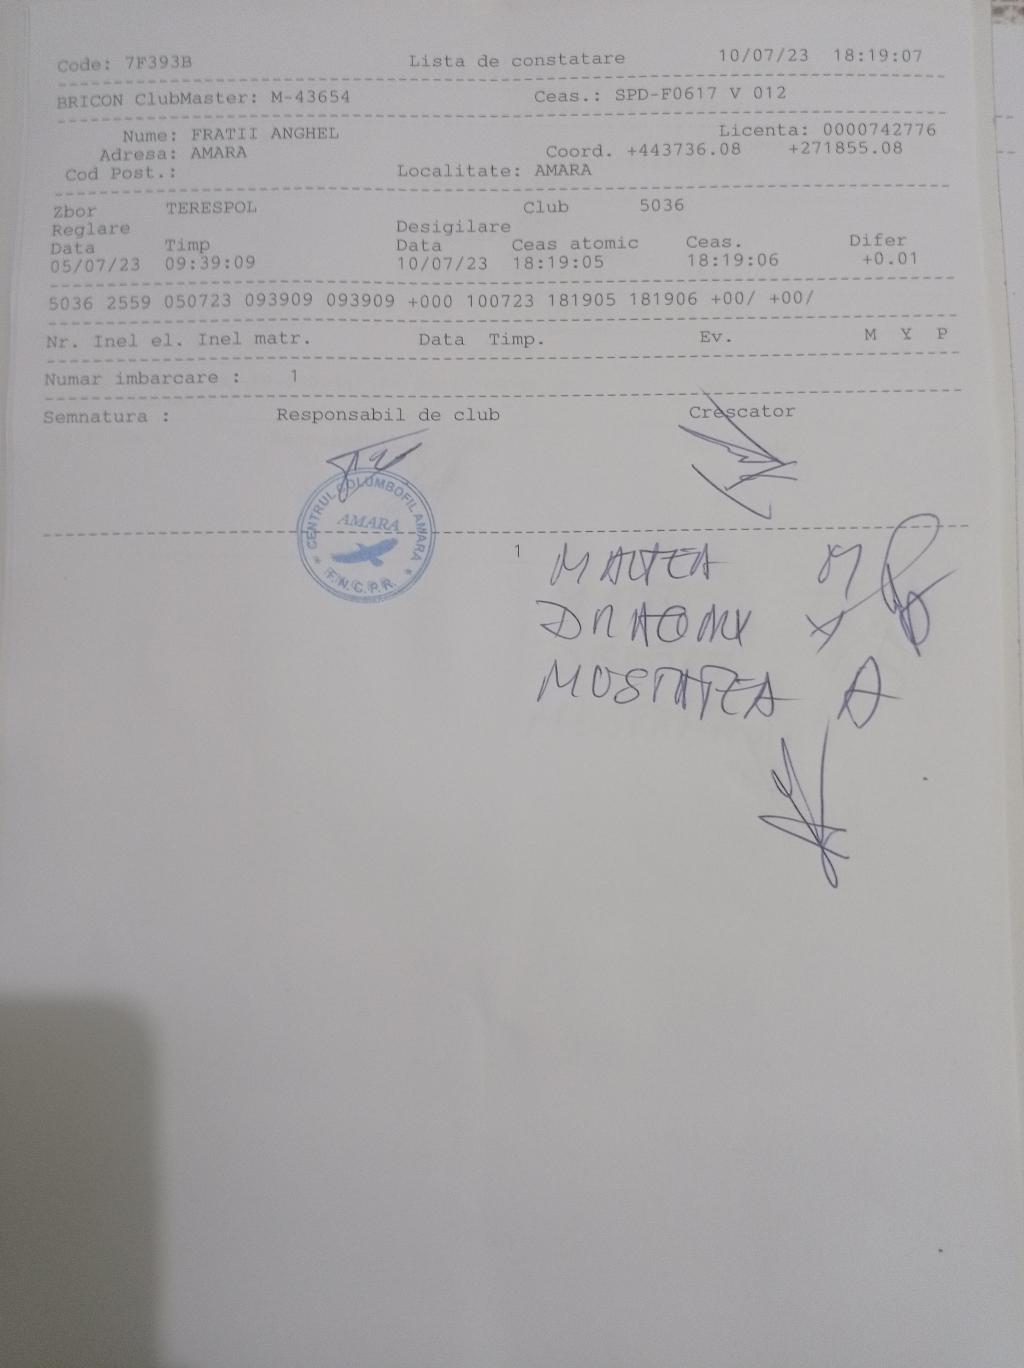 Code: 7F393B Lista de constatare 10/07/23 18:19:07
BRICON ClubMaster: M-43654 Ceas.: SPD-F0617 V 012
Nume: FRATII ANGHEL Licenta: 0000742776
Adresa: AMARA Coord. +443736.08 +271855.08
Cod Post.: Localitate: AMARA
Zbor TERESPOL Club 5036
Reglare Desigilare
Data Timp Data Ceas atomic Ceas. Difer
05/07/23 09:39:09 10/07/23 18:19:05 18:19:06 +0.01
5036 2559 050723 093909 093909 +000 100723 181905 181906 +00/ +00/
Nr. Inel el. Inel matr. Data Timp. Ev. M Y P
Numar imbarcare : 1
Semnatura : Responsabil de club Crescator
CENTRUL COLUMBOFIL AMARA
AMARA
F.N.C.P.R.
1
MALTEA M
DRAGOMX
MUSTATEA A